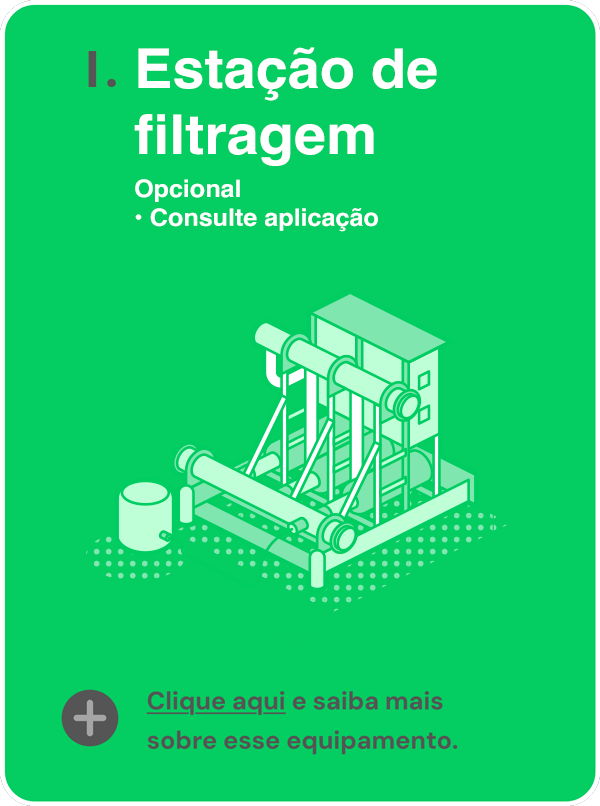 I. Estação de
filtragem
Opcional
• Consulte aplicação
Clique aqui e saiba mais
sobre esse equipamento.